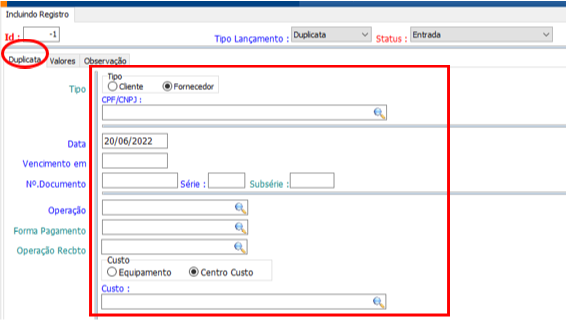 Incluindo Registro
Id : -1 Tipo Lançamento : Duplicata Status : Entrada
Duplicata Valores Observação
Tipo
Tipo Cliente Fornecedor
CPF/CNPJ :
Data 20/06/2022
Vencimento em
Nº.Documento Série : Subsérie :
Operação
Forma Pagamento
Operação Recbto
Custo
Equipamento Centro Custo
Custo :